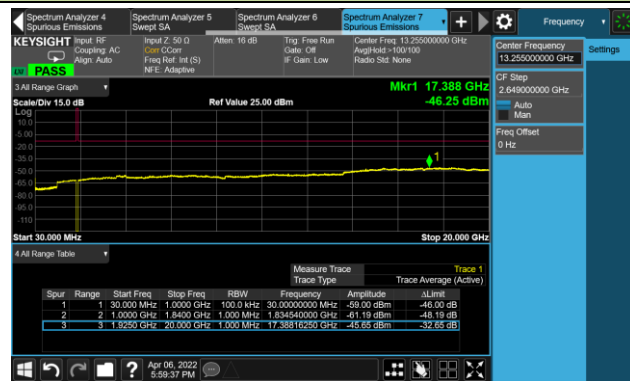 Spectrum Analyzer 4
Spurious Emissions
Spectrum Analyzer 5
Swept SA
Spectrum Analyzer 6
Swept SA
Spectrum Analyzer 7
Spurious Emissions
+
Frequency
KEYSIGHT
Input: RF
Coupling: AC
Align: Auto
Input Z: 50 Ω
Corr CCorr
Freq Ref: Int (S)
NFE: Adaptive
Atten: 16 dB
Trig: Free Run
Gate: Off
IF Gain: Low
Center Freq: 13.255000000 GHz
Avg|Hold:>100/100
Radio Std: None
PASS
Center Frequency
13.255000000 GHz
Settings
CF Step
2.649000000 GHz
Auto
Man
Freq Offset
0 Hz
3 All Range Graph
Mkr1 17.388 GHz
-46.25 dBm
Scale/Div 15.0 dB
Ref Value 25.00 dBm
Log
10.0
-5.00
-20.0
-35.0
-50.0
-65.0
-80.0
-95.0
-110
1
Start 30.000 MHz
Stop 20.000 GHz
4 All Range Table
Measure Trace Trace 1
Trace Type Trace Average (Active)
Spur Range Start Freq Stop Freq RBW Frequency Amplitude ΔLimit
1 1 30.000 MHz 1.0000 GHz 100.0 kHz 30.00000000 MHz -59.00 dBm -46.00 dB
2 2 1.0000 GHz 1.8400 GHz 1.000 MHz 1.834540000 GHz -61.19 dBm -48.19 dB
3 3 1.9250 GHz 20.000 GHz 1.000 MHz 17.38816250 GHz -45.65 dBm -32.65 dB
?
Apr 06, 2022
5:59:37 PM